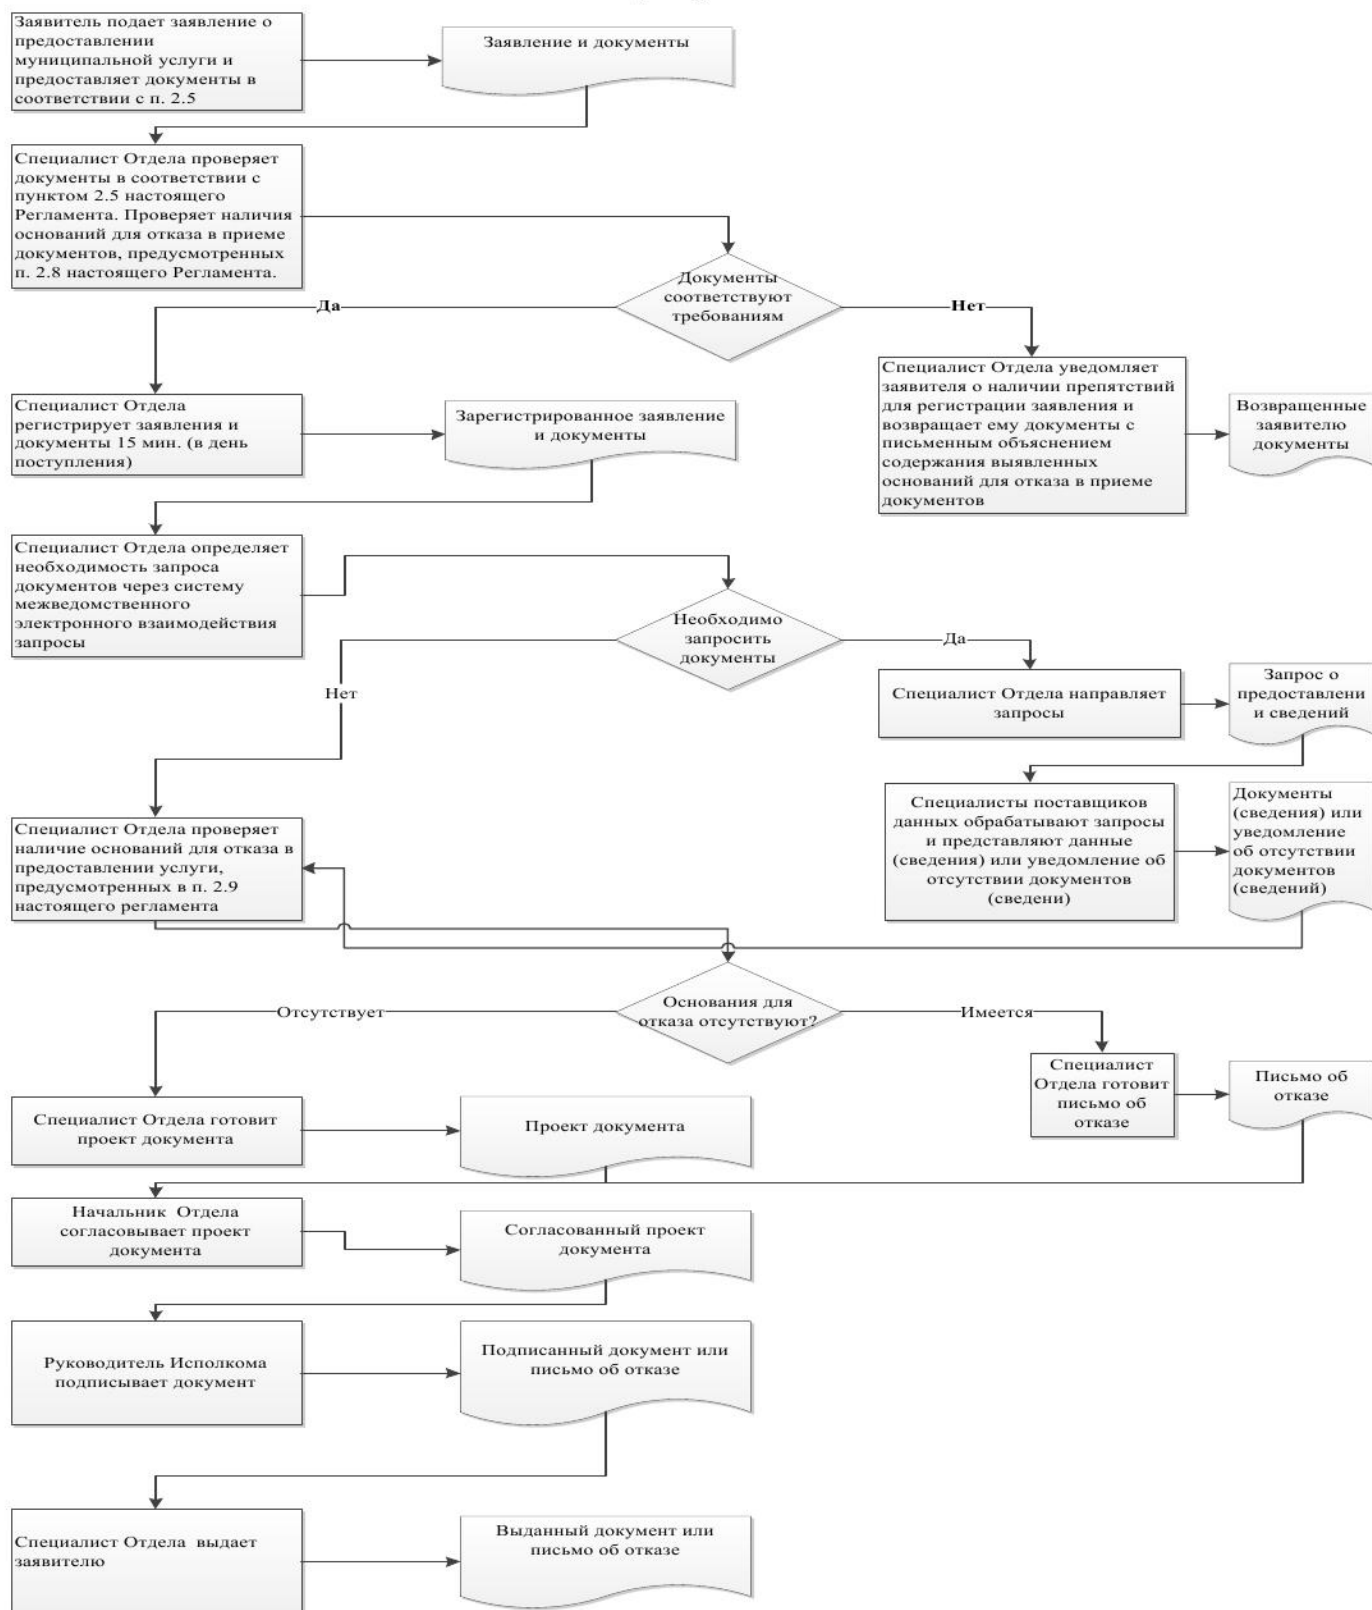 Заявитель подает заявление о
предоставлении
муниципальной услуги и
предоставляет документы в
соответствии с п. 2.5
Заявление и документы
Специалист Отдела проверяет
документы в соответствии с
пунктом 2.5 настоящего
Регламента. Проверяет наличия
оснований для отказа в приеме
документов, предусмотренных
п. 2.8 настоящего Регламента.
Документы
соответствуют
требованиям
Да
Нет
Специалист Отдела
регистрирует заявления и
документы 15 мин. (в день
поступления)
Зарегистрированное заявление
и документы
Специалист Отдела уведомляет
заявителя о наличии препятствий
для регистрации заявления и
возвращает ему документы с
письменным объяснением
содержания выявленных
оснований для отказа в приеме
документов
Возвращенные
заявителю
документы
Специалист Отдела определяет
необходимость запроса
документов через систему
межведомственного
электронного взаимодействия
запросы
Необходимо
запросить
документы
Да
Нет
Специалист Отдела направляет
запросы
Запрос о
предоставлени
и сведений
Специалисты поставщиков
данных обрабатывают запросы
и представляют данные
(сведения) или уведомление об
отсутствии документов
(сведени)
Документы
(сведения) или
уведомление
об отсутствии
документов
(сведений)
Специалист Отдела проверяет
наличие оснований для отказа в
предоставлении услуги,
предусмотренных в п. 2.9
настоящего регламента
Основания для
отказа отсутствуют?
Отсутствует
Имеется
Специалист
Отдела готовит
письмо об
отказе
Письмо об
отказе
Специалист Отдела готовит
проект документа
Проект документа
Начальник Отдела
согласовывает проект
документа
Согласованный проект
документа
Руководитель Исполкома
подписывает документ
Подписанный документ или
письмо об отказе
Специалист Отдела выдает
заявителю
Выданный документ или
письмо об отказе